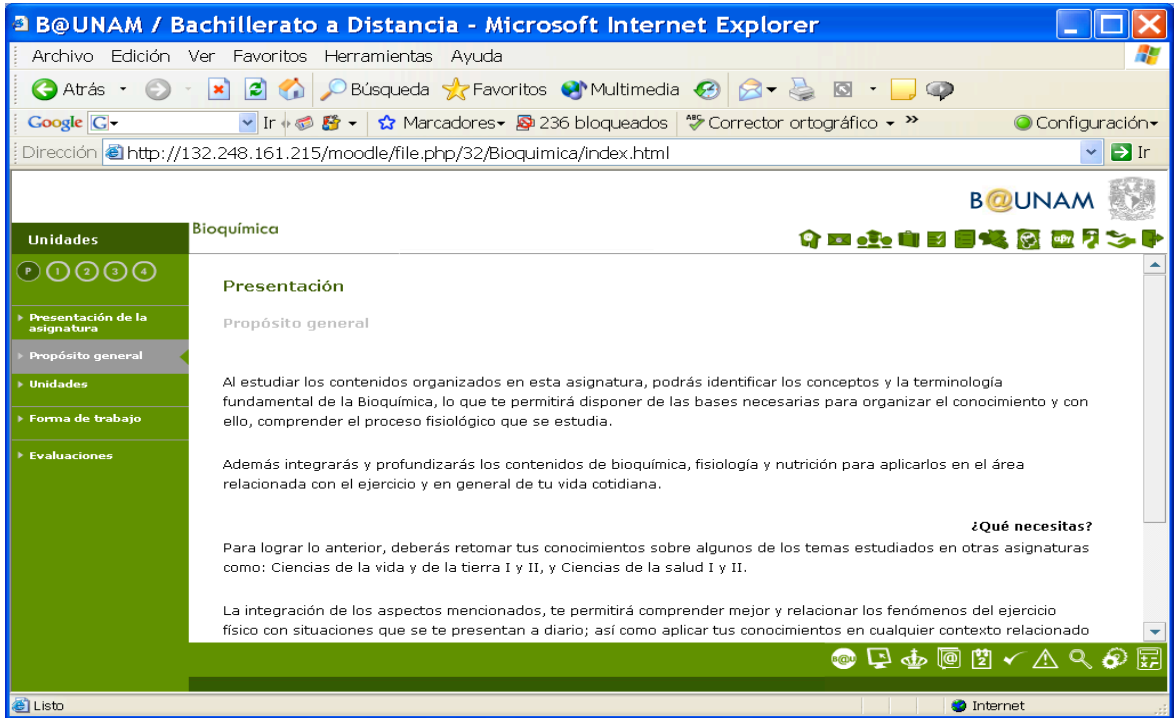 B@UNAM / Bachillerato a Distancia - Microsoft Internet Explorer
Archivo Edición Ver Favoritos Herramientas Ayuda
Atrás Búsqueda Favoritos Multimedia
Google G Ir Marcadores 236 bloqueados ABC Corrector ortográfico » Configuración
Dirección http://132.248.161.215/moodle/file.php/32/Bioquimica/index.html Ir
B@UNAM
Unidades
Bioquímica
P 1 2 3 4
Presentación de la
asignatura
Propósito general
Unidades
Forma de trabajo
Evaluaciones
Presentación
Propósito general
Al estudiar los contenidos organizados en esta asignatura, podrás identificar los conceptos y la terminología
fundamental de la Bioquímica, lo que te permitirá disponer de las bases necesarias para organizar el conocimiento y con
ello, comprender el proceso fisiológico que se estudia.
Además integrarás y profundizarás los contenidos de bioquímica, fisiología y nutrición para aplicarlos en el área
relacionada con el ejercicio y en general de tu vida cotidiana.
¿Qué necesitas?
Para lograr lo anterior, deberás retomar tus conocimientos sobre algunos de los temas estudiados en otras asignaturas
como: Ciencias de la vida y de la tierra I y II, y Ciencias de la salud I y II.
La integración de los aspectos mencionados, te permitirá comprender mejor y relacionar los fenómenos del ejercicio
físico con situaciones que se te presentan a diario; así como aplicar tus conocimientos en cualquier contexto relacionado
B@U
Listo Internet